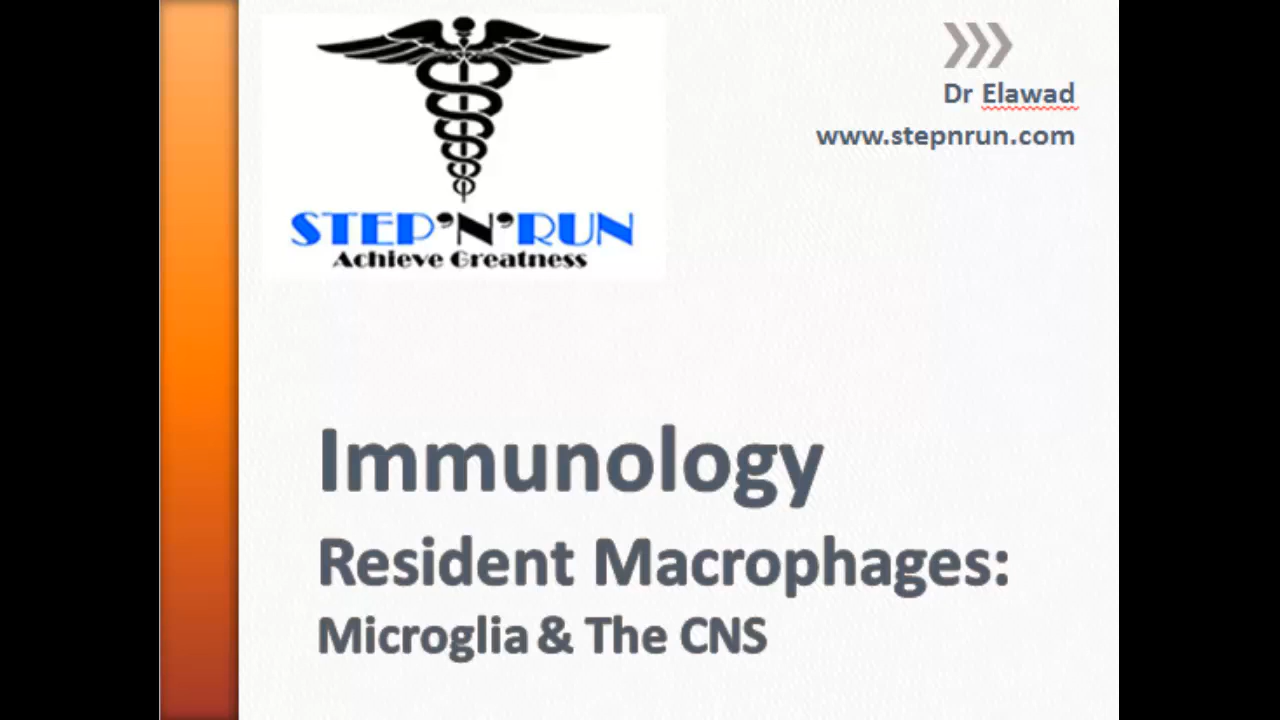 Dr Elawad
www.stepnrun.com
STEP’N’RUN
Achieve Greatness
Immunology
Resident Macrophages:
Microglia & The CNS